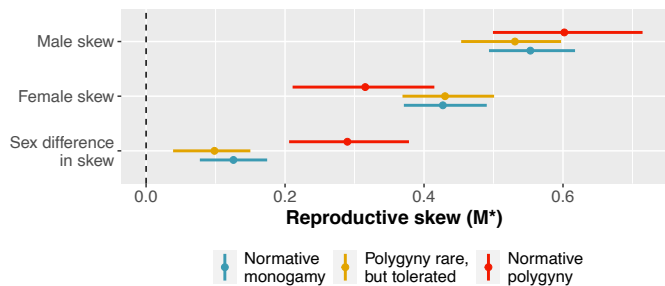 Male skew
Female skew
Sex difference
in skew
0.0 0.2 0.4 0.6
Reproductive skew (M*)
Normative
monogamy
Polygyny rare,
but tolerated
Normative
polygyny